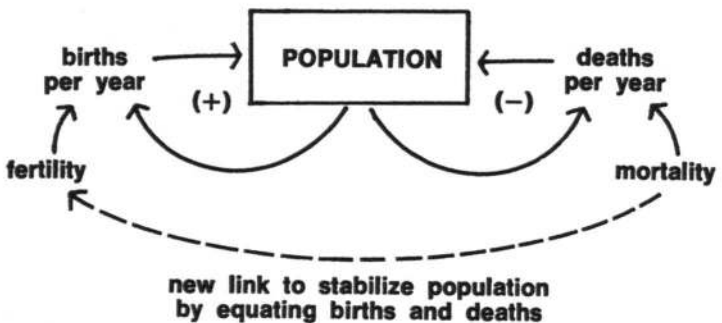 births
per year
(+)
POPULATION
(−)
deaths
per year
fertility
mortality
new link to stabilize population
by equating births and deaths